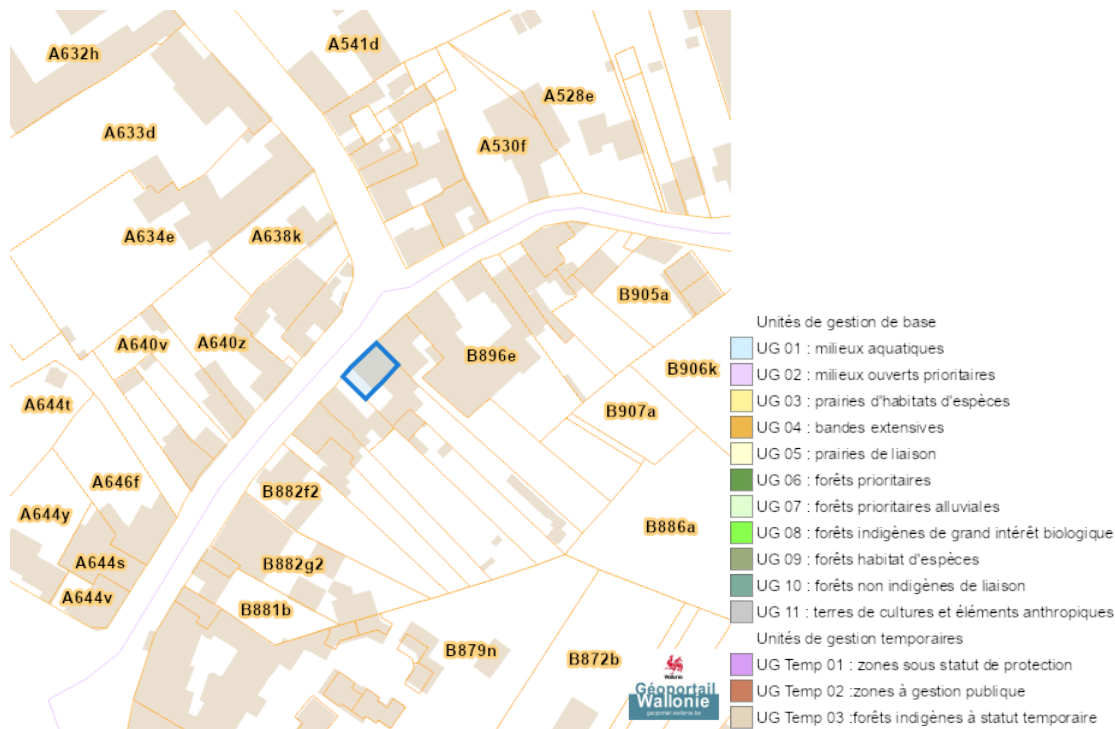 A632h
A541d
A528e
A633d
A530f
A634e
A638k
B905a
A640v
A640z
B896e
B906k
A644t
B907a
A646f
B882f2
A644y
B886a
A644s
B882g2
A644v
B881b
B879n
B872b
Wallonie
Géoportail
Wallonie
geoportail.wallonie.be
Unités de gestion de base
UG 01 : milieux aquatiques
UG 02 : milieux ouverts prioritaires
UG 03 : prairies d'habitats d'espèces
UG 04 : bandes extensives
UG 05 : prairies de liaison
UG 06 : forêts prioritaires
UG 07 : forêts prioritaires alluviales
UG 08 : forêts indigènes de grand intérêt biologique
UG 09 : forêts habitat d'espèces
UG 10 : forêts non indigènes de liaison
UG 11 : terres de cultures et éléments anthropiques
Unités de gestion temporaires
UG Temp 01 : zones sous statut de protection
UG Temp 02 :zones à gestion publique
UG Temp 03 :forêts indigènes à statut temporaire